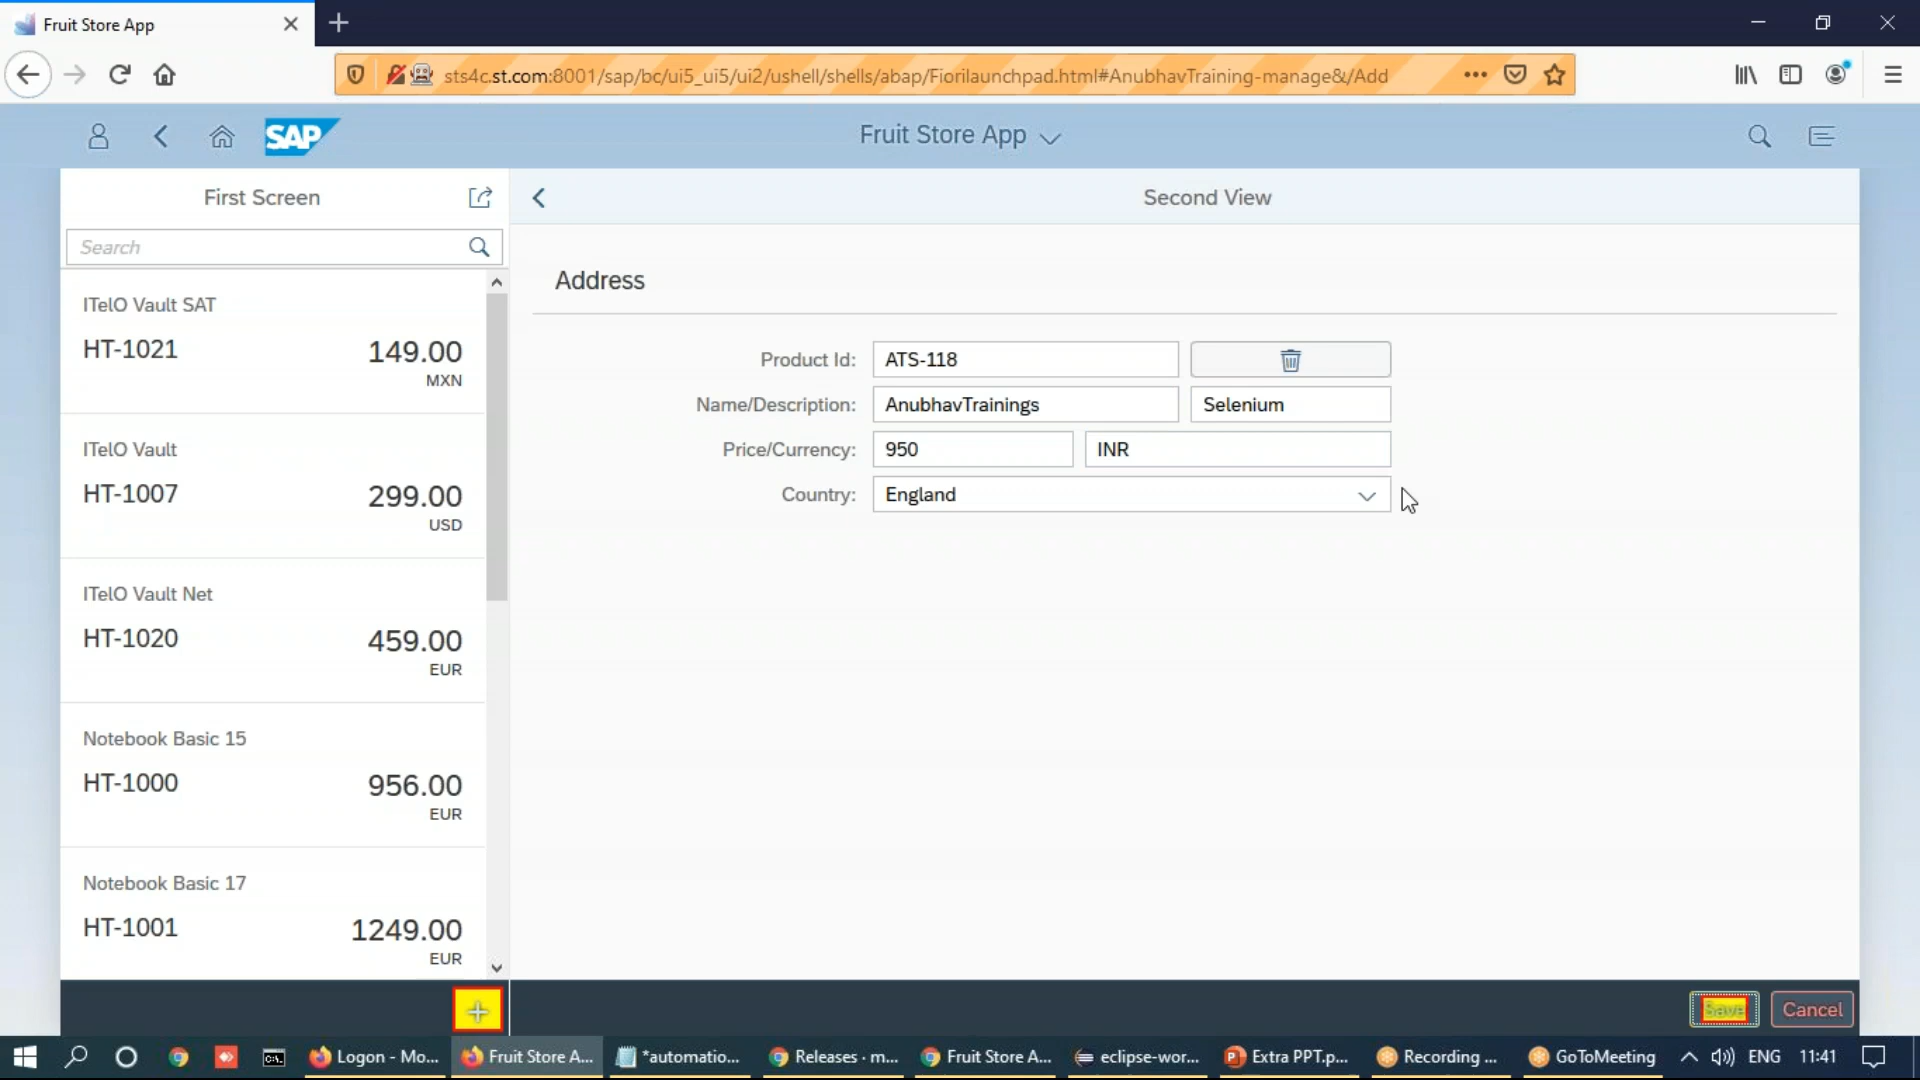 Fruit Store App
sts4c.st.com:8001/sap/bc/ui5_ui5/ui2/ushell/shells/abap/Fiorilaunchpad.html#AnubhavTraining-manage&/Add
SAP
Fruit Store App
First Screen
Second View
Search
Address
ITelO Vault SAT
HT-1021
149.00
MXN
ITelO Vault
HT-1007
299.00
USD
ITelO Vault Net
HT-1020
459.00
EUR
Notebook Basic 15
HT-1000
956.00
EUR
Notebook Basic 17
HT-1001
1249.00
EUR
Product Id: ATS-118
Name/Description: AnubhavTrainings Selenium
Price/Currency: 950 INR
Country: England
Save Cancel
Logon - Mo...
Fruit Store A...
*automatio...
Releases · m...
Fruit Store A...
eclipse-wor...
Extra PPT.p...
Recording ...
GoToMeeting
ENG
11:41